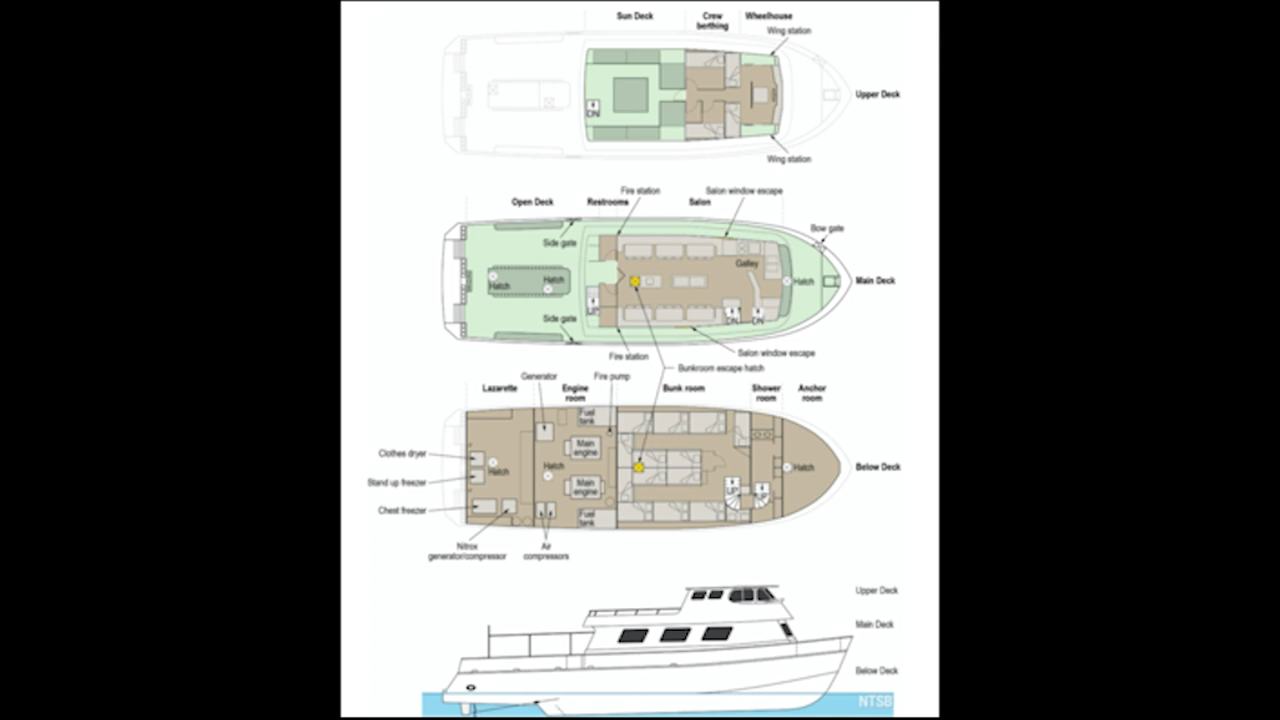 Sun Deck
Crew
berthing
Wheelhouse
Wing station
DN
Upper Deck
Wing station
Fire station
Salon window escape
Open Deck
Restrooms
Salon
Side gate
Bow gate
Galley
Hatch
Hatch
Hatch
Main Deck
UP
DN
DN
Side gate
Fire station
Salon window escape
Bunkroom escape hatch
Generator
Fire pump
Lazarette
Engine
room
Bunk room
Shower
room
Anchor
room
Fuel
tank
Main
engine
Clothes dryer
Hatch
Hatch
Hatch
Below Deck
Stand up freezer
Main
engine
UP
UP
Chest freezer
Fuel
tank
Nitrox
generator/compressor
Air
compressors
Upper Deck
Main Deck
Below Deck
NTSB